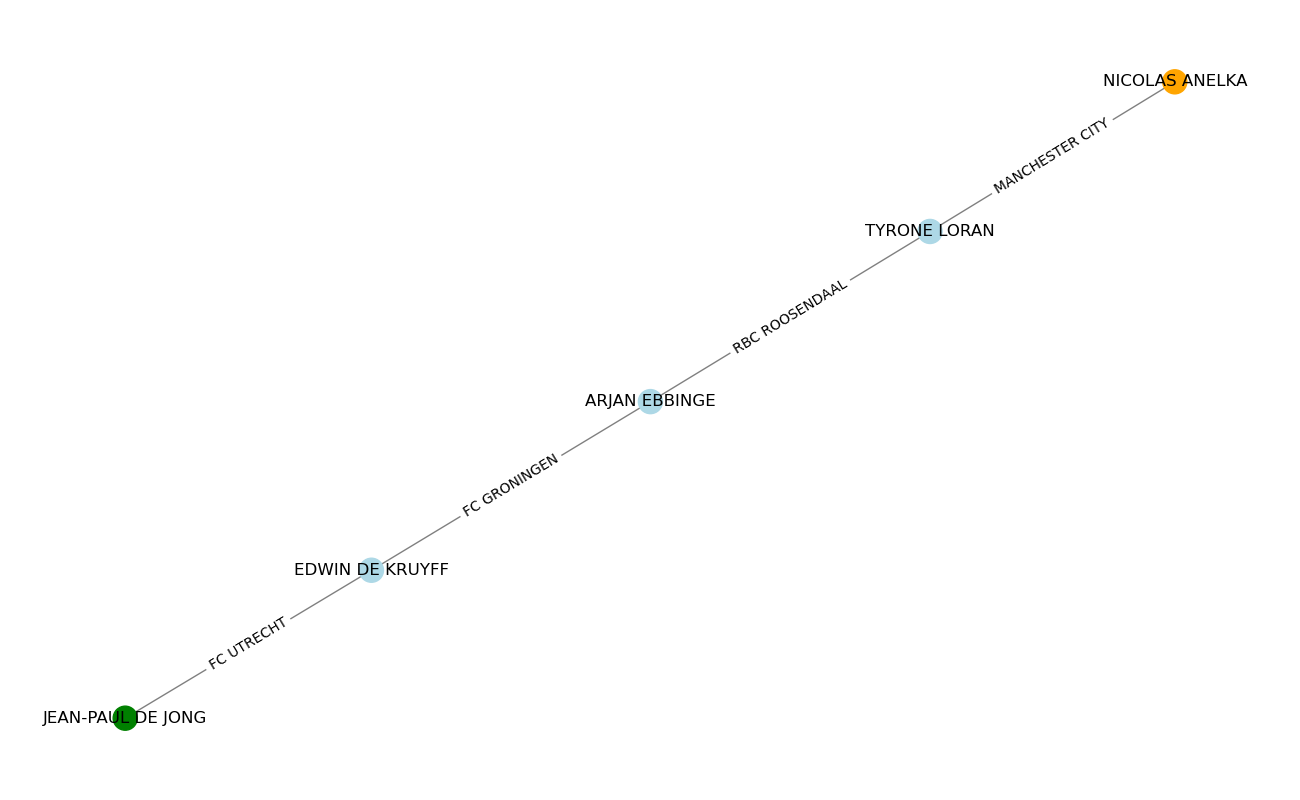 NICOLAS ANELKA
MANCHESTER CITY
TYRONE LORAN
RBC ROOSENDAAL
ARJAN EBBINGE
FC GRONINGEN
EDWIN DE KRUYFF
FC UTRECHT
JEAN-PAUL DE JONG